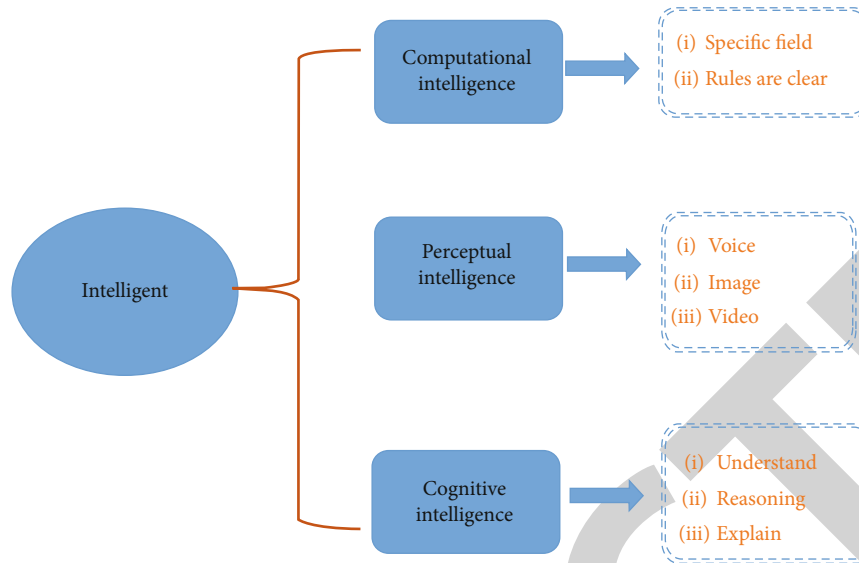 Intelligent
Computational
intelligence
(i) Specific field
(ii) Rules are clear
Perceptual
intelligence
(i) Voice
(ii) Image
(iii) Video
Cognitive
intelligence
(i) Understand
(ii) Reasoning
(iii) Explain